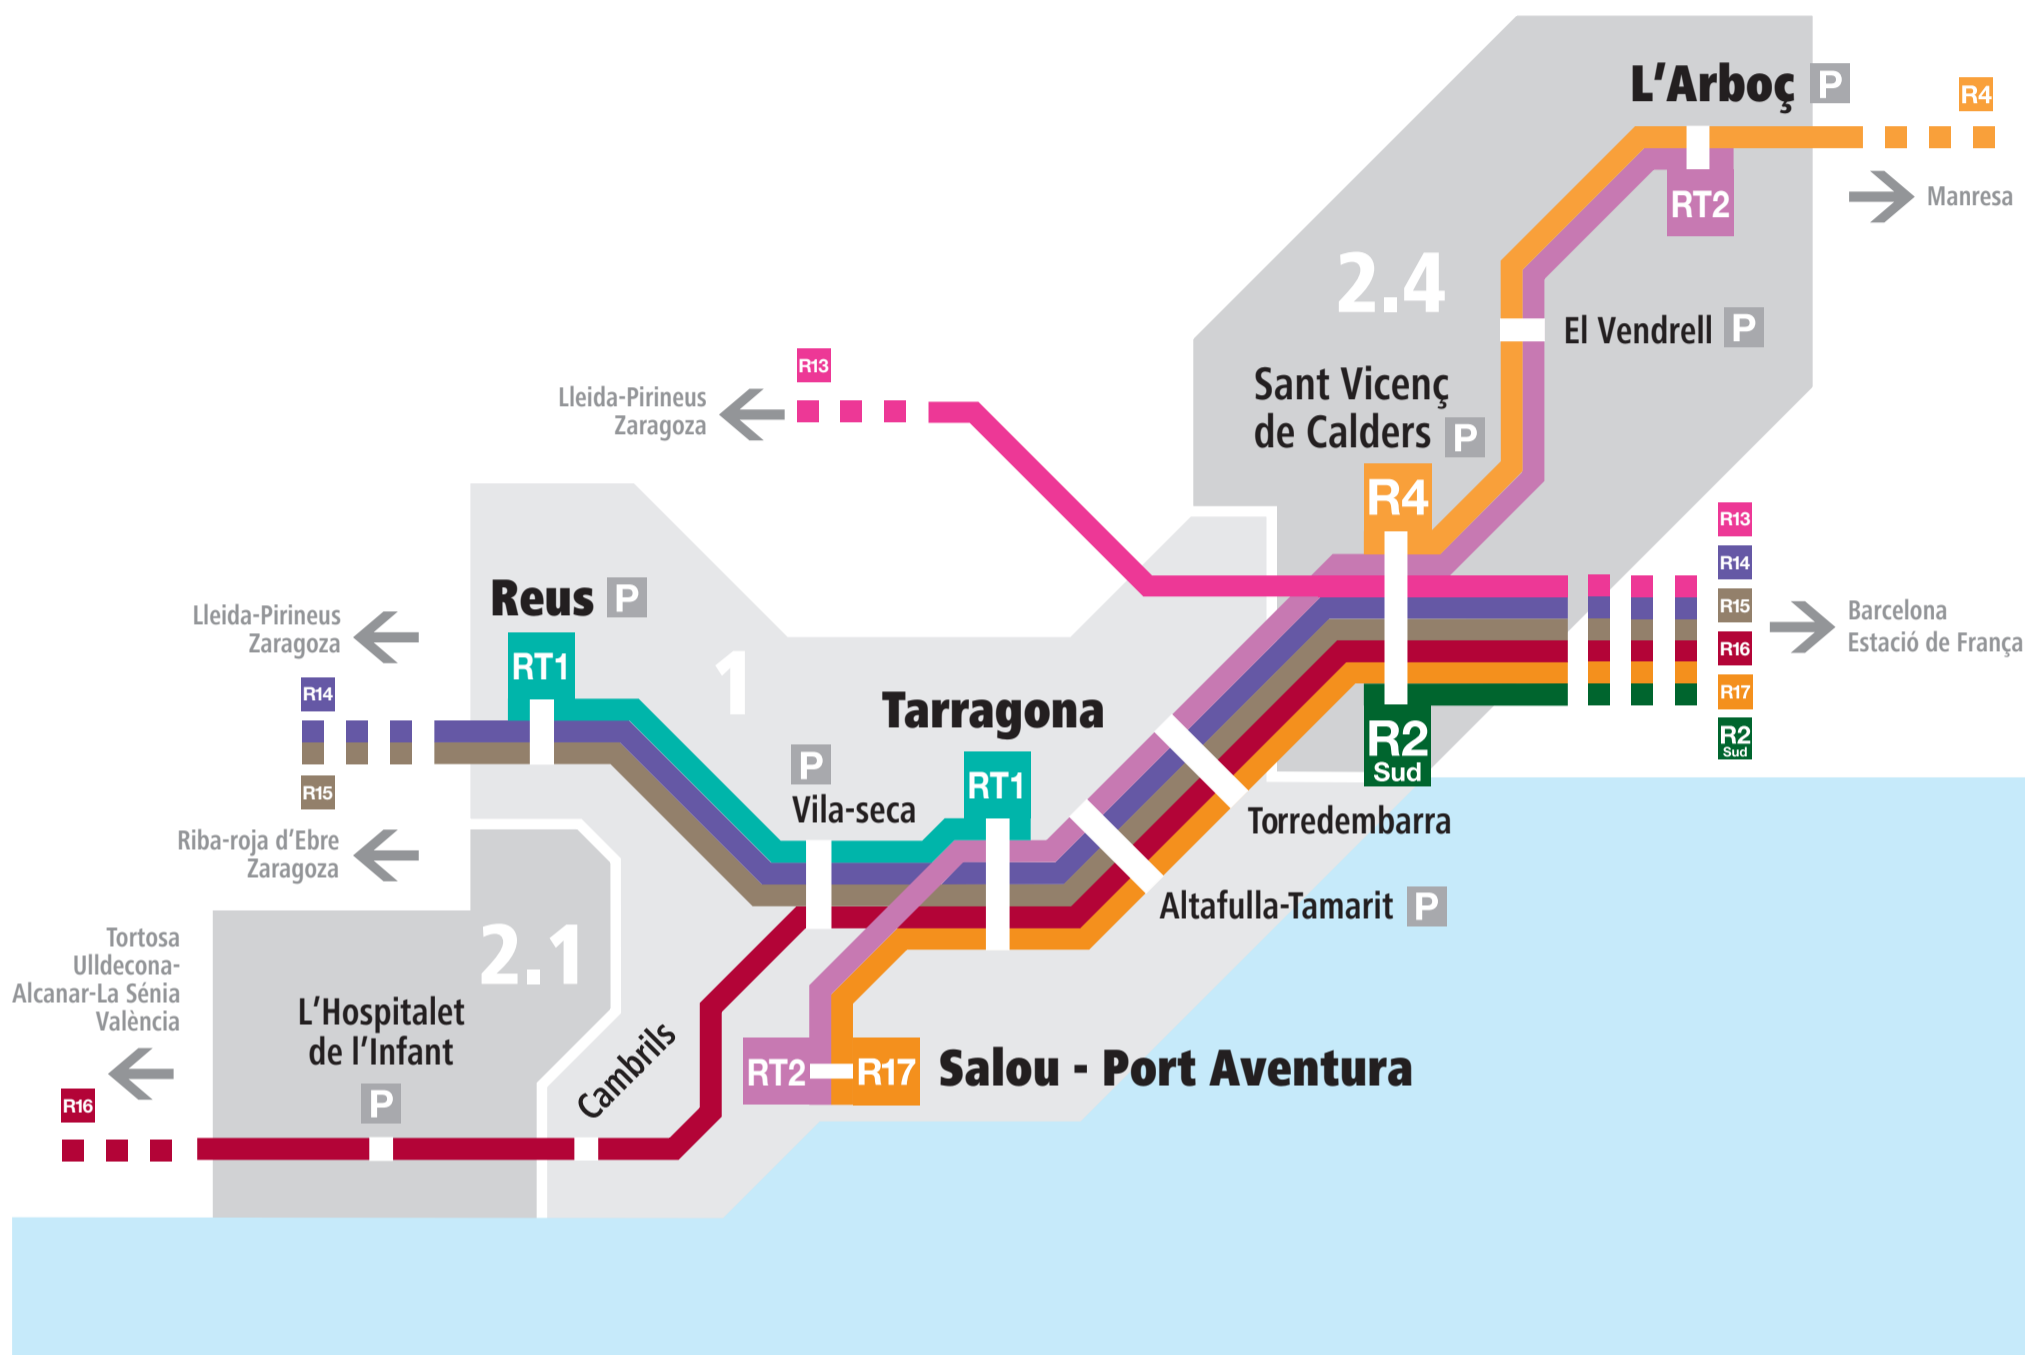 L'Arboç P
R4
Manresa
RT2
2.4
El Vendrell P
R13
Lleida-Pirineus
Zaragoza
Sant Vicenç
de Calders P
R4
R13
R14
R15
R16
R17
R2
Sud
Barcelona
Estació de França
Reus P
RT1
Lleida-Pirineus
Zaragoza
R14
R15
1
Tarragona
RT1
P
Vila-seca
R2
Sud
Torredembarra
Altafulla-Tamarit P
Riba-roja d'Ebre
Zaragoza
2.1
Tortosa
Ulldecona-
Alcanar-La Sénia
València
R16
L'Hospitalet
de l'Infant
P
Cambrils
RT2
R17
Salou - Port Aventura